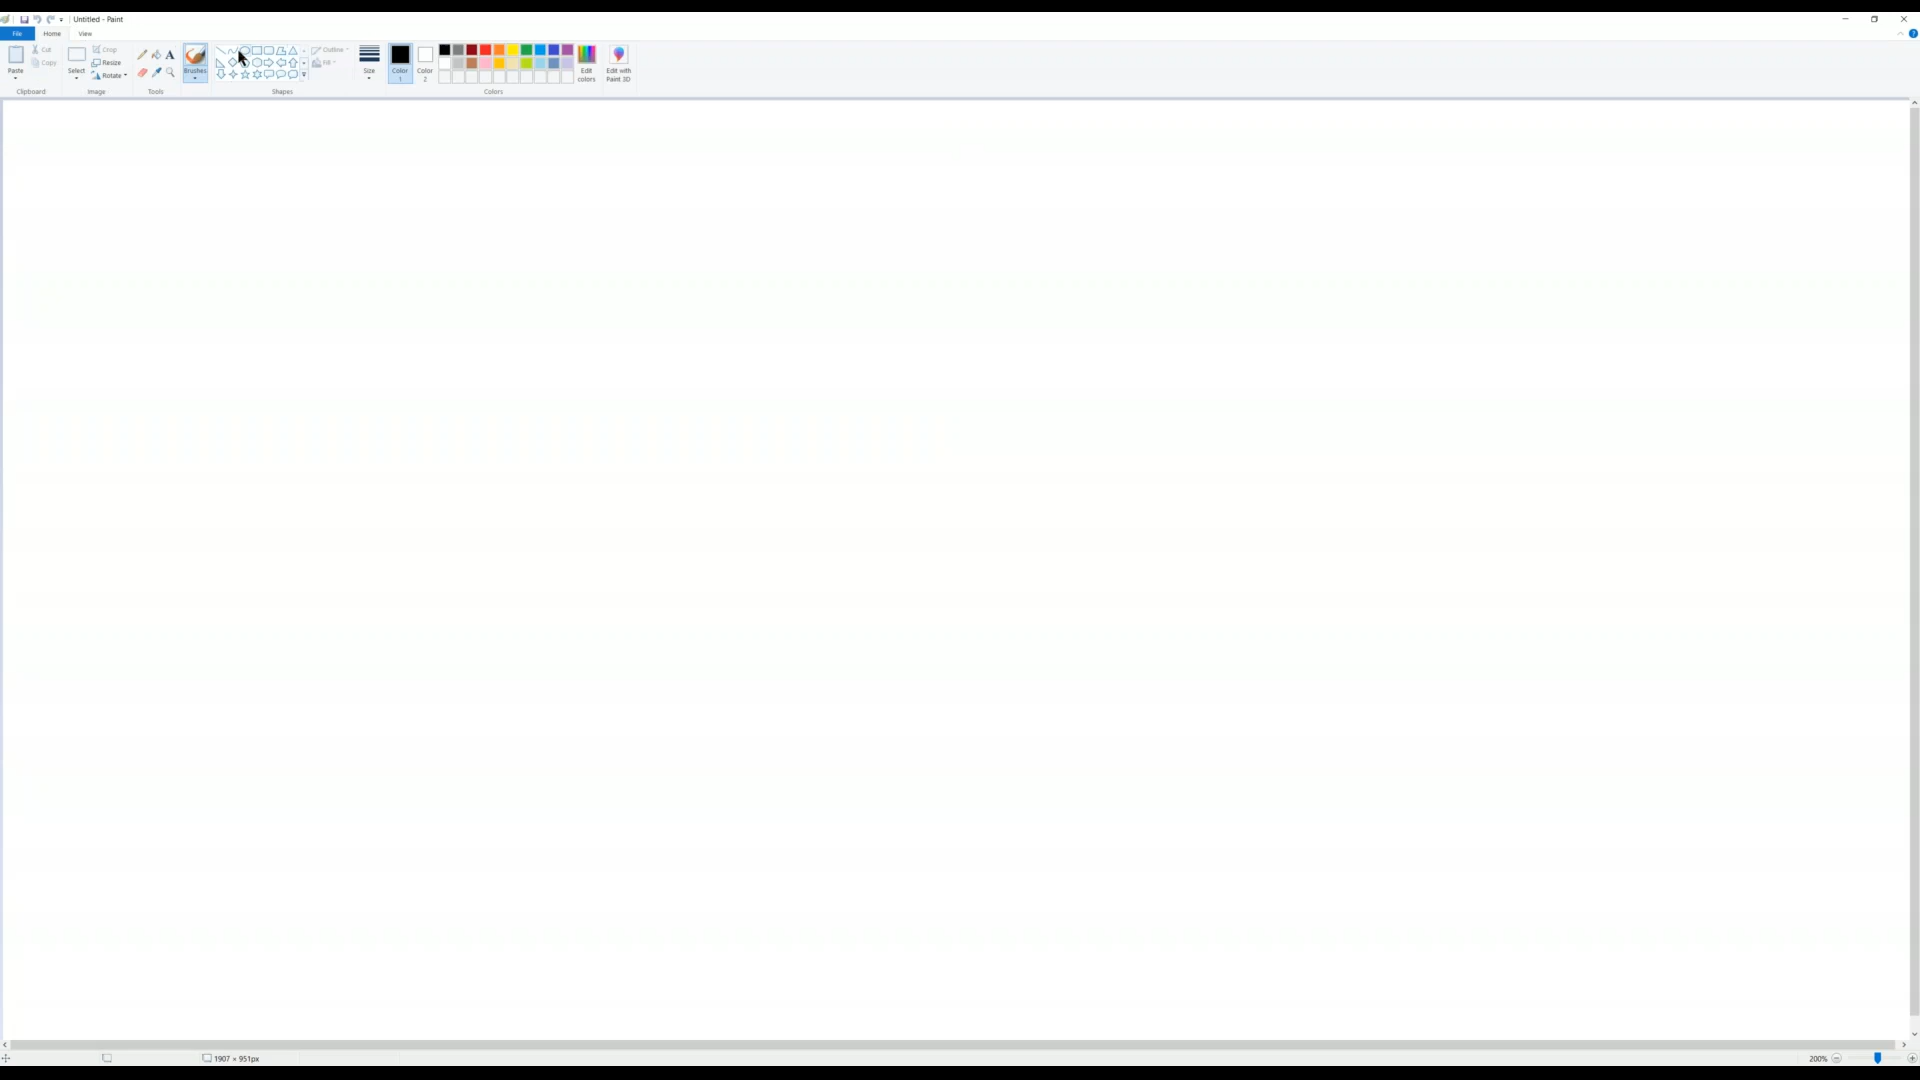 Untitled - Paint
File Home View
Paste
Cut
Copy
Clipboard
Select
Crop
Resize
Rotate
Image
A
Tools
Brushes
Shapes
Outline
Fill
Size
Color 1
Color 2
Edit colors
Colors
Edit with Paint 3D
1907 × 951px
200%